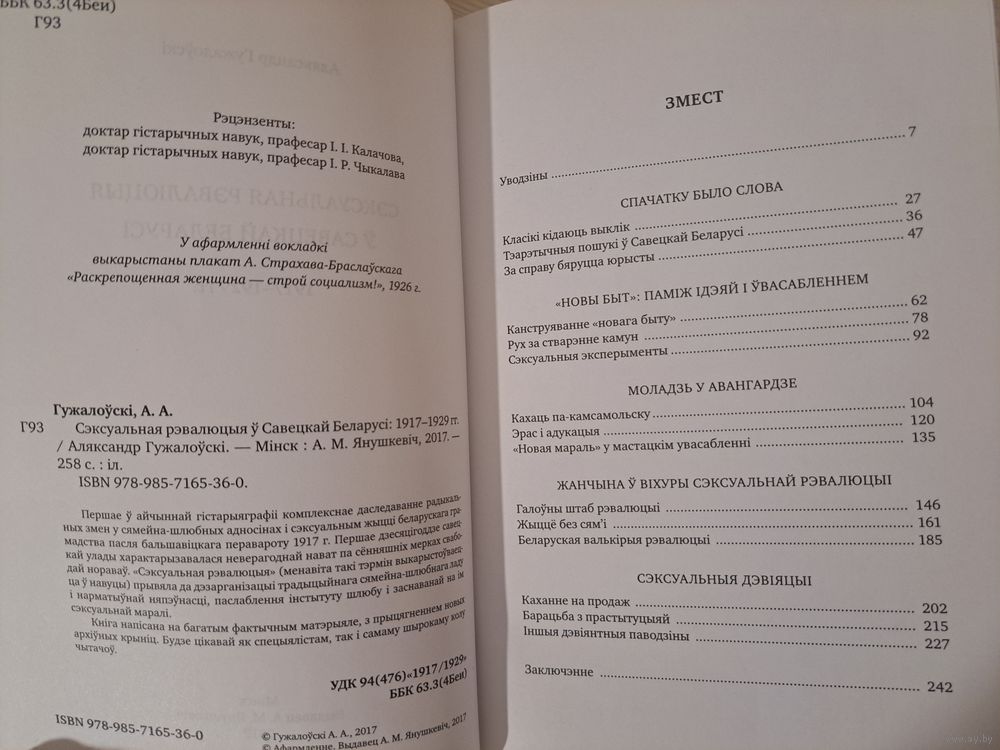 ББК 63.3(4Беи)
Г93
Рэцэнзенты:
доктар гістарычных навук, прафесар І. І. Калачова,
доктар гістарычных навук, прафесар І. Р. Чыкалава
У афармленні вокладкі
выкарыстаны плакат А. Страхава-Браслаўскага
«Раскрепощенная женщина — строй социализм!», 1926 г.
Гужалоўскі, А. А.
Г93 Сэксуальная рэвалюцыя ў Савецкай Беларусі: 1917–1929 гг.
/ Аляксандр Гужалоўскі. — Мінск : А. М. Янушкевіч, 2017. —
258 с. : іл.
ISBN 978-985-7165-36-0.
Першае ў айчыннай гістарыяграфіі комплекснае даследаванне радыкаль-
ных змен у сямейна-шлюбных адносінах і сэксуальным жыцці беларускага гра-
мадства пасля бальшавіцкага перавароту 1917 г. Першае дзесяцігоддзе савец-
кай улады характарызавалася неверагоднай нават па сённяшніх мерках свабо-
дай нораваў. «Сэксуальная рэвалюцыя» (менавіта такі тэрмін выкарыстоўваец-
ца ў навуцы) прывяла да дэзарганізацыі традыцыйнага сямейна-шлюбнага ладу
і нарматыўнай няпэўнасці, паслаблення інстытуту шлюбу і заснаванай на ім
сэксуальнай маралі.
Кніга напісана на багатым фактычным матэрыяле, з прыцягненнем новых
архіўных крыніц. Будзе цікавай як спецыялістам, так і самаму шырокаму колу
чытачоў.
УДК 94(476)«1917/1929»
ББК 63.3(4Беи)
ISBN 978-985-7165-36-0
© Гужалоўскі А. А., 2017
© Афармленне. Выдавец А. М. Янушкевіч, 2017
ЗМЕСТ
Уводзіны 7
СПАЧАТКУ БЫЛО СЛОВА
Класікі кідаюць выклік 27
Тэарэтычныя пошукі ў Савецкай Беларусі 36
За справу бяруцца юрысты 47
«НОВЫ БЫТ»: ПАМІЖ ІДЭЯЙ І ЎВАСАБЛЕННЕМ
Канструяванне «новага быту» 62
Рух за стварэнне камун 78
Сэксуальныя эксперыменты 92
МОЛАДЗЬ У АВАНГАРДЗЕ
Кахаць па-камсамольску 104
Эрас і адукацыя 120
«Новая мараль» у мастацкім увасабленні 135
ЖАНЧЫНА Ў ВІХУРЫ СЭКСУАЛЬНАЙ РЭВАЛЮЦЫІ
Галоўны штаб рэвалюцыі 146
Жыццё без сям'і 161
Беларуская валькірыя рэвалюцыі 185
СЭКСУАЛЬНЫЯ ДЭВІЯЦЫІ
Каханне на продаж 202
Барацьба з прастытуцыяй 215
Іншыя дэвіянтныя паводзіны 227
Заключэнне 242
www.ay.by